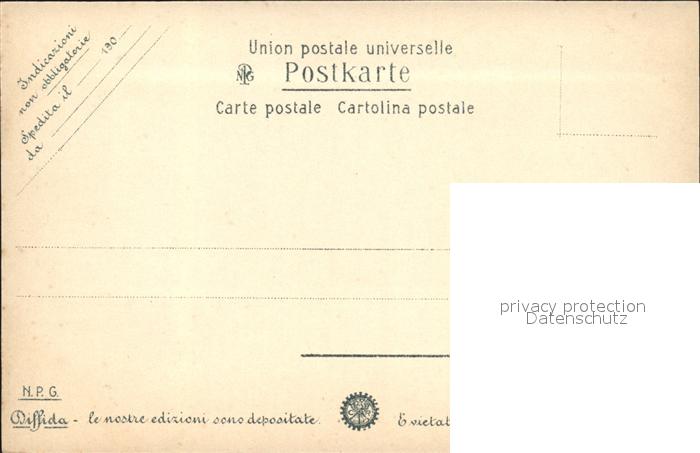 Indicazioni
non obbligatorie
Spedita il 190
da
Union postale universelle
NPG Postkarte
Carte postale Cartolina postale
privacy protection
Datenschutz
N.P.G.
Diffida - le nostre edizioni sono depositate. E vietat